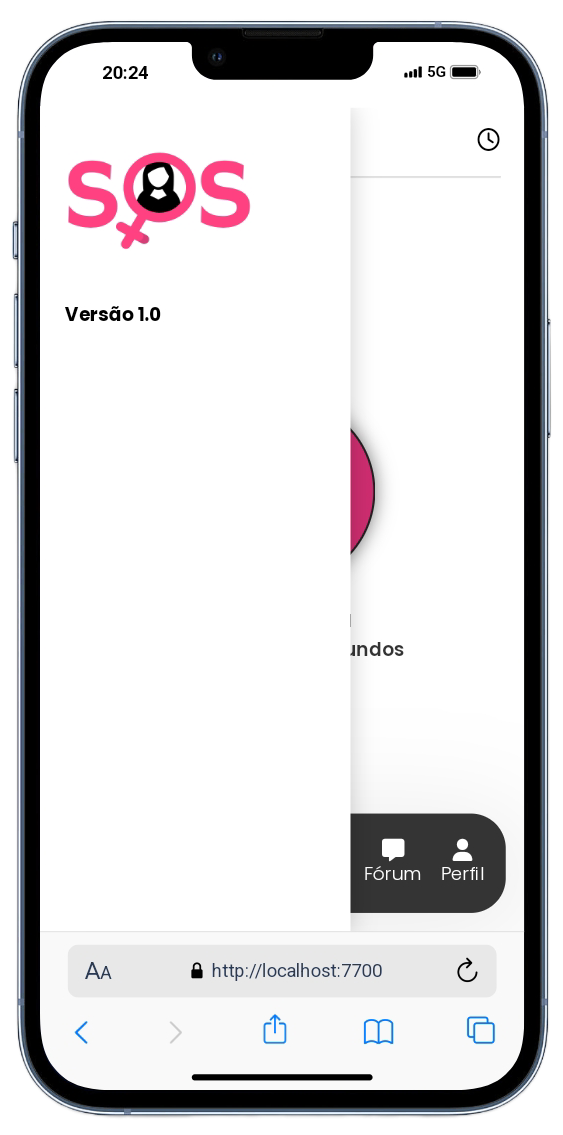 20:24
5G
SOS
Versão 1.0
undos
Fórum
Perfil
AA
http://localhost:7700